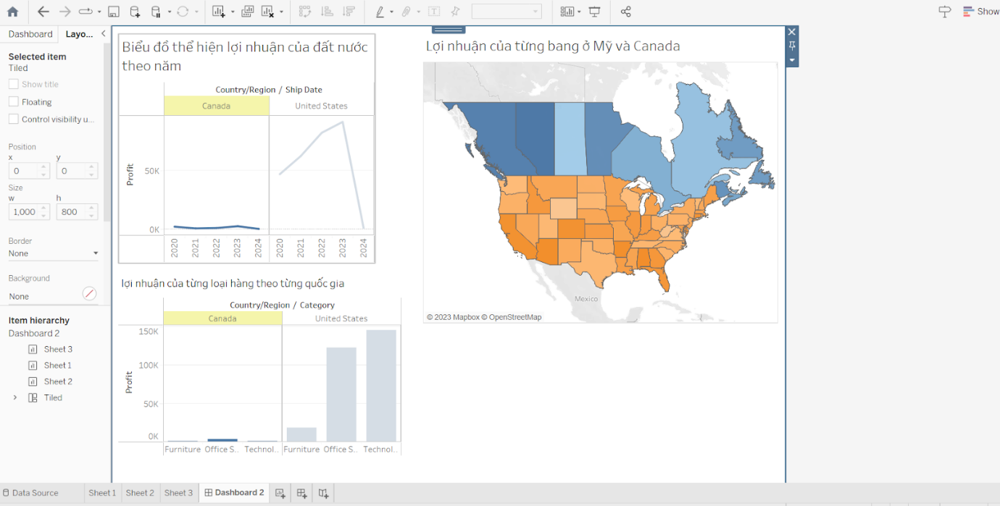 Show
Dashboard
Layo...
Selected item
Tiled
Show title
Floating
Control visibility u...
Position
x y
0 0
Size
w h
1,000 800
Border
None
Background
None
Item hierarchy
Dashboard 2
Sheet 3
Sheet 1
Sheet 2
Tiled
Biểu đồ thể hiện lợi nhuận của đất nước
theo năm
Country/Region / Ship Date
Canada United States
Profit
50K
0K
2020 2021 2022 2023 2024 2020 2021 2022 2023 2024
lợi nhuận của từng loại hàng theo từng quốc gia
Country/Region / Category
Canada United States
Profit
150K
100K
50K
0K
Furniture Office S.. Technol.. Furniture Office S.. Technol..
Lợi nhuận của từng bang ở Mỹ và Canada
Mexico
© 2023 Mapbox © OpenStreetMap
Data Source Sheet 1 Sheet 2 Sheet 3 Dashboard 2